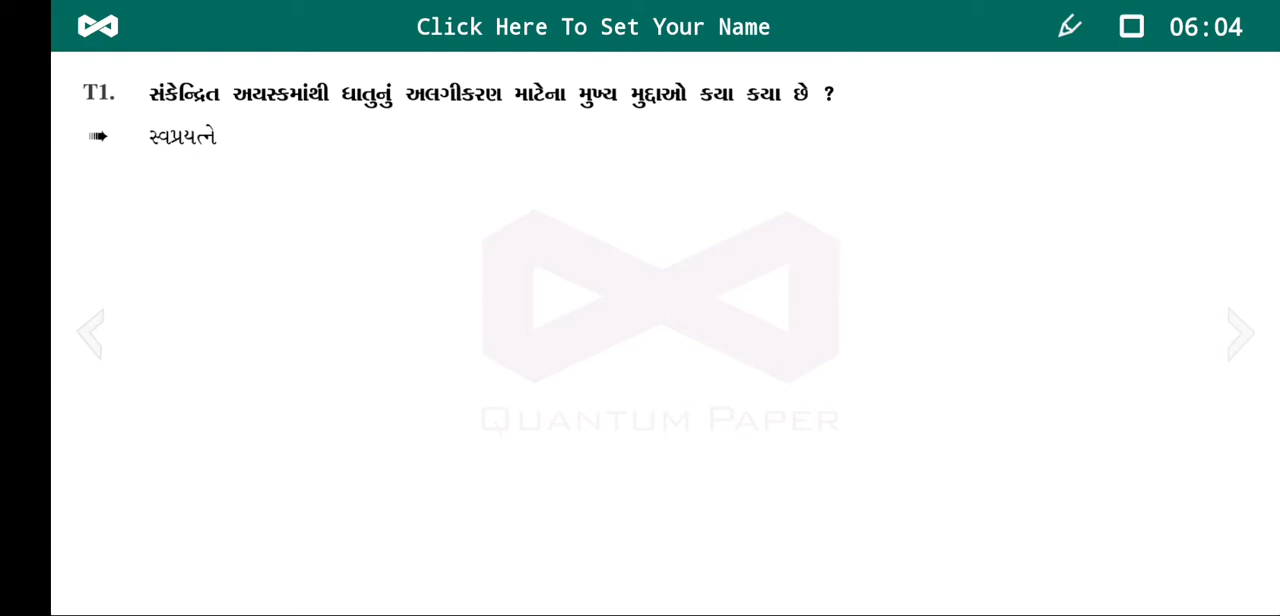 Click Here To Set Your Name 06:04
T1. સંકેન્દ્રિત અયસ્કમાંથી ધાતુનું અલગીકરણ માટેના મુખ્ય મુદ્દાઓ કયા કયા છે ?
➠ સ્વપ્રયત્ને
QUANTUM PAPER